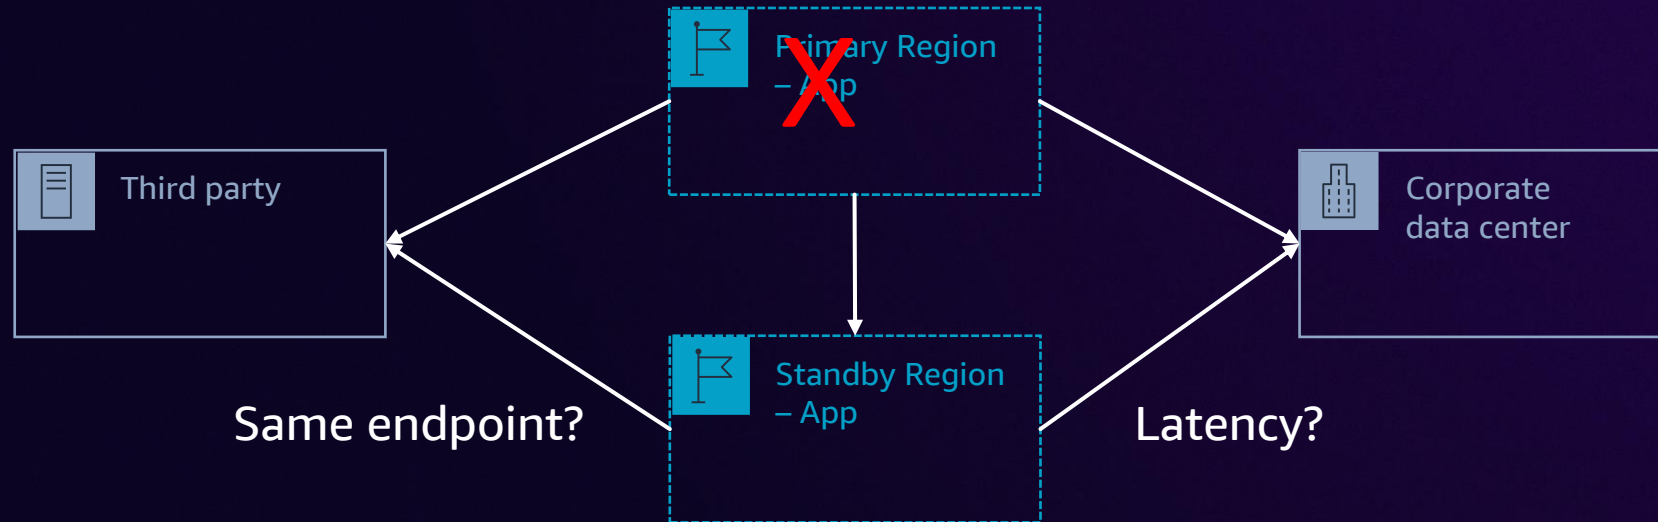 Primary Region
– App
Third party
Corporate
data center
Standby Region
– App
Same endpoint?
Latency?